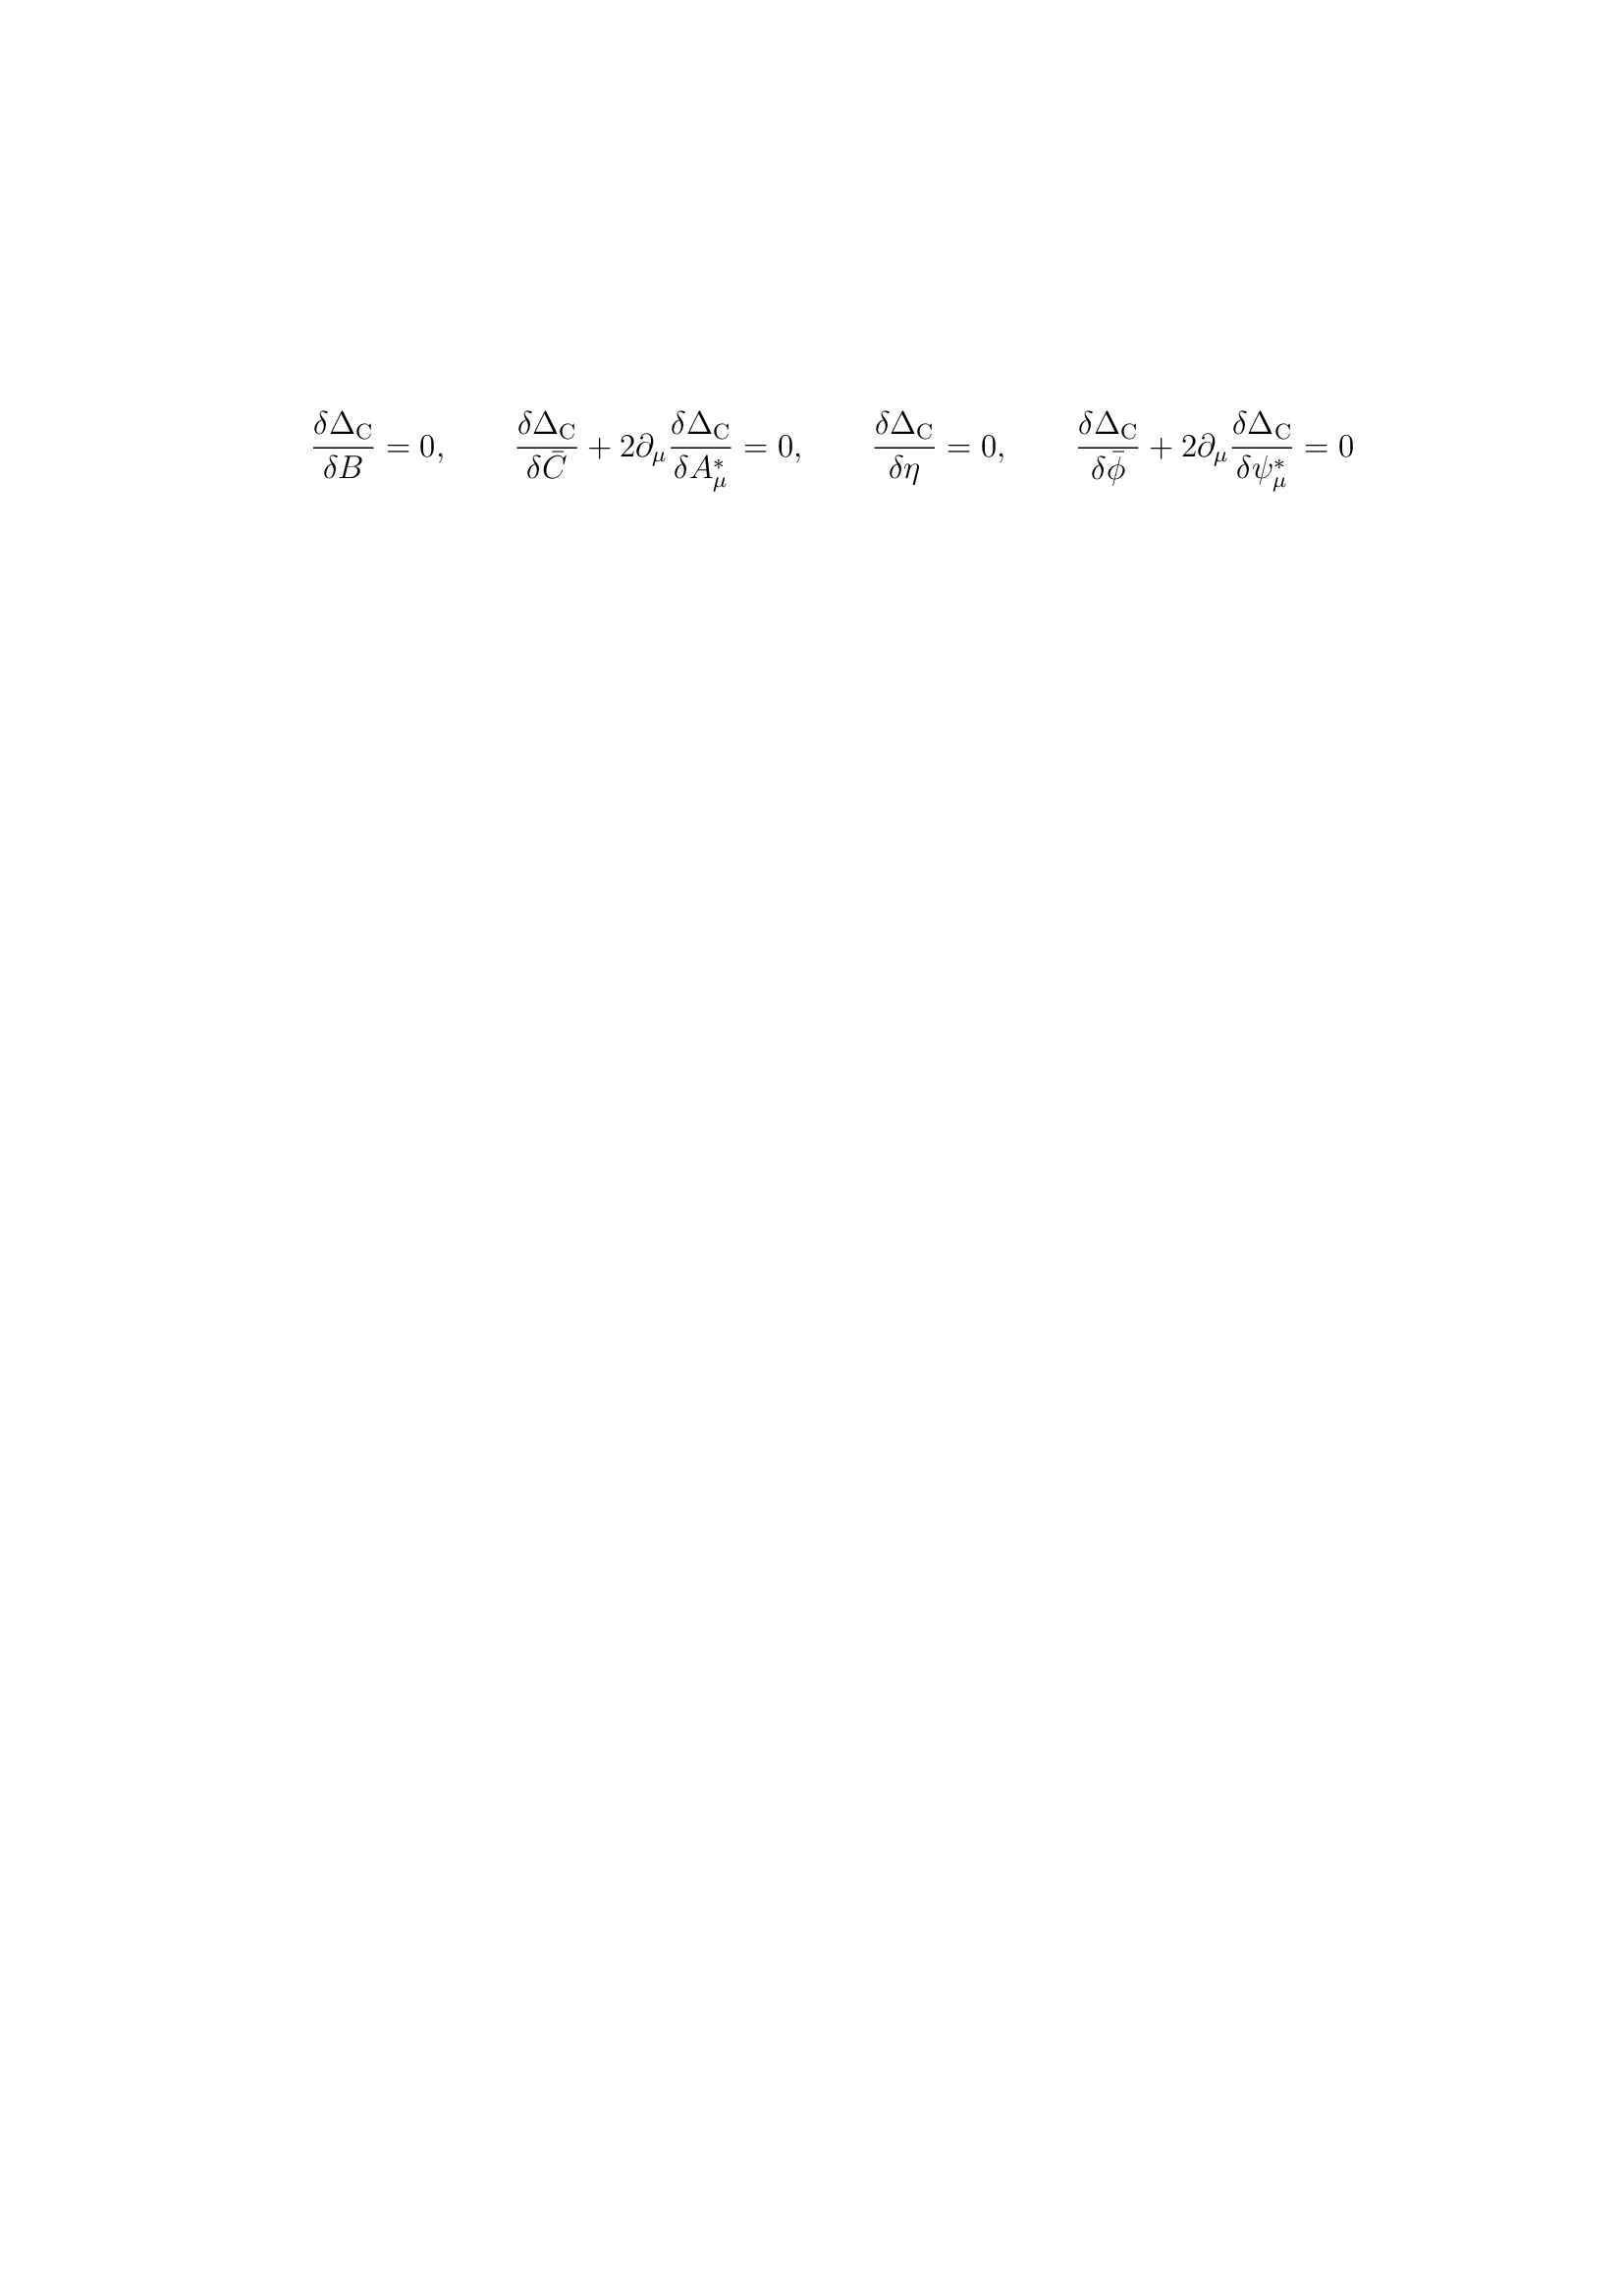 \frac{\delta\Delta_{\mathrm{C}}}{\delta B} = 0, \qquad \frac{\delta\Delta_{\mathrm{C}}}{\delta \bar{C}} + 2\partial_\mu \frac{\delta\Delta_{\mathrm{C}}}{\delta A^*_\mu} = 0, \qquad \frac{\delta\Delta_{\mathrm{C}}}{\delta \eta} = 0, \qquad \frac{\delta\Delta_{\mathrm{C}}}{\delta \bar{\phi}} + 2\partial_\mu \frac{\delta\Delta_{\mathrm{C}}}{\delta \psi^*_\mu} = 0